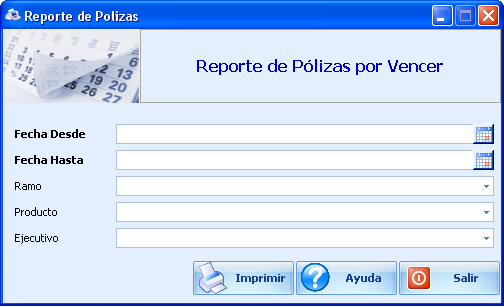 Reporte de Polizas
Reporte de Pólizas por Vencer
Fecha Desde
Fecha Hasta
Ramo
Producto
Ejecutivo
Imprimir Ayuda Salir